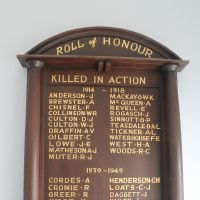 ROLL OF HONOUR
KILLED IN ACTION
1914 - 1918
ANDERSON·J MACKAY·W·K
BREWSTER·A McQUEEN·A
CHISNEL·F REVELL·E
COLLINSON·W·R ROGASCH·J
CULTON·D·J SINNOTT·G·P
CULTON·W·J TEASDALE·A·L
DRAFFIN·A·V TICKNER·A·L
GILBERT·C WATERHOUSE·F·E
LOWE·J·E WEST·H·A
MATHESON·A·J WOODS·R·C
MUTER·R·J
1939-1945
CORDES·A HENDERSON·C·M
CROMIE·R LOATS·C·J
GREER·R DAGGETT·J